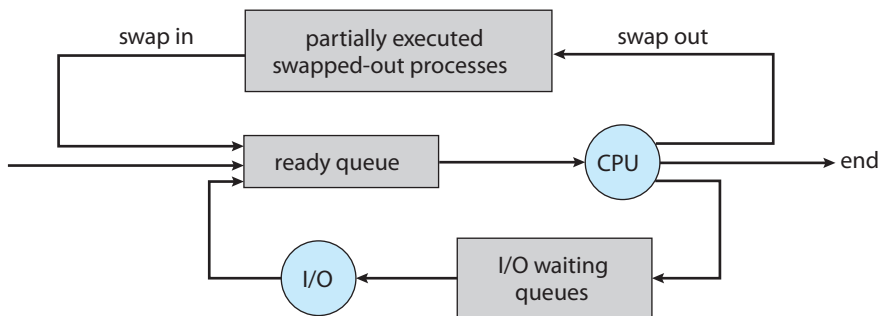 swap in
partially executed
swapped-out processes
swap out
ready queue
CPU
end
I/O
I/O waiting
queues